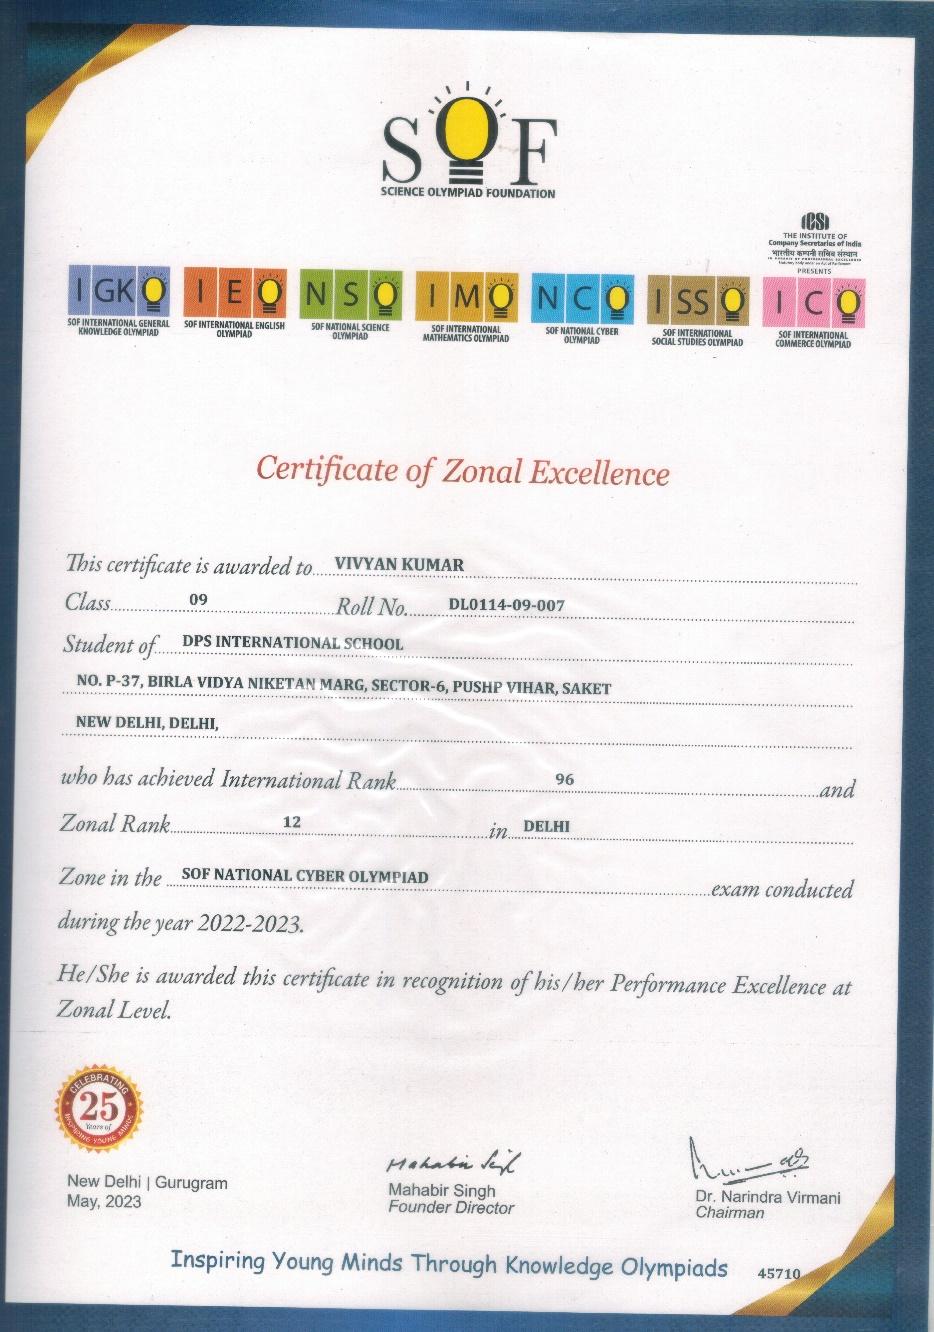 SOF
SCIENCE OLYMPIAD FOUNDATION
ICSI
THE INSTITUTE OF
Company Secretaries of India
भारतीय कम्पनी सचिव संस्थान
PRESENTS
IGKO IEO NSO IMO NCO ISSO ICO
SOF INTERNATIONAL GENERAL
KNOWLEDGE OLYMPIAD
SOF INTERNATIONAL ENGLISH
OLYMPIAD
SOF NATIONAL SCIENCE
OLYMPIAD
SOF INTERNATIONAL
MATHEMATICS OLYMPIAD
SOF NATIONAL CYBER
OLYMPIAD
SOF INTERNATIONAL
SOCIAL STUDIES OLYMPIAD
SOF INTERNATIONAL
COMMERCE OLYMPIAD
Certificate of Zonal Excellence
This certificate is awarded to VIVYAN KUMAR
Class 09 Roll No. DL0114-09-007
Student of DPS INTERNATIONAL SCHOOL
NO. P-37, BIRLA VIDYA NIKETAN MARG, SECTOR-6, PUSHP VIHAR, SAKET
NEW DELHI, DELHI,
who has achieved International Rank 96 and
Zonal Rank 12 in DELHI
Zone in the SOF NATIONAL CYBER OLYMPIAD exam conducted
during the year 2022-2023.
He/She is awarded this certificate in recognition of his/her Performance Excellence at
Zonal Level.
CELEBRATING
25
Years of
INSPIRING YOUNG MINDS
Mahabir Singh
New Delhi | Gurugram
May, 2023
Mahabir Singh
Founder Director
Dr. Narindra Virmani
Chairman
Inspiring Young Minds Through Knowledge Olympiads
45710